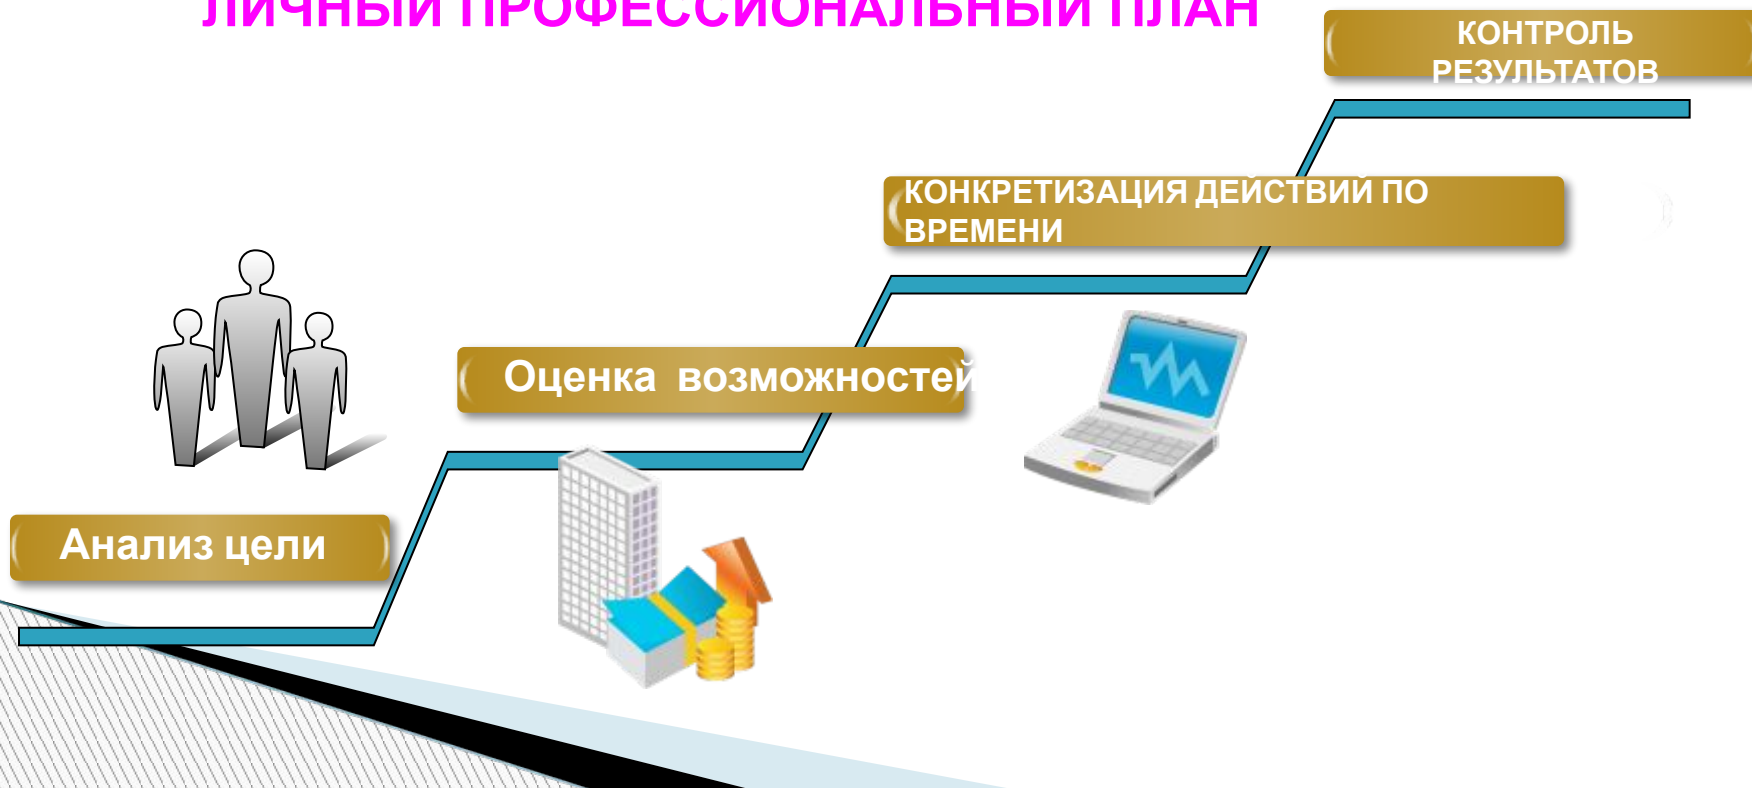 ЛИЧНЫЙ ПРОФЕССИОНАЛЬНЫЙ ПЛАН
КОНТРОЛЬ
РЕЗУЛЬТАТОВ
КОНКРЕТИЗАЦИЯ ДЕЙСТВИЙ ПО
ВРЕМЕНИ
Оценка возможностей
Анализ цели